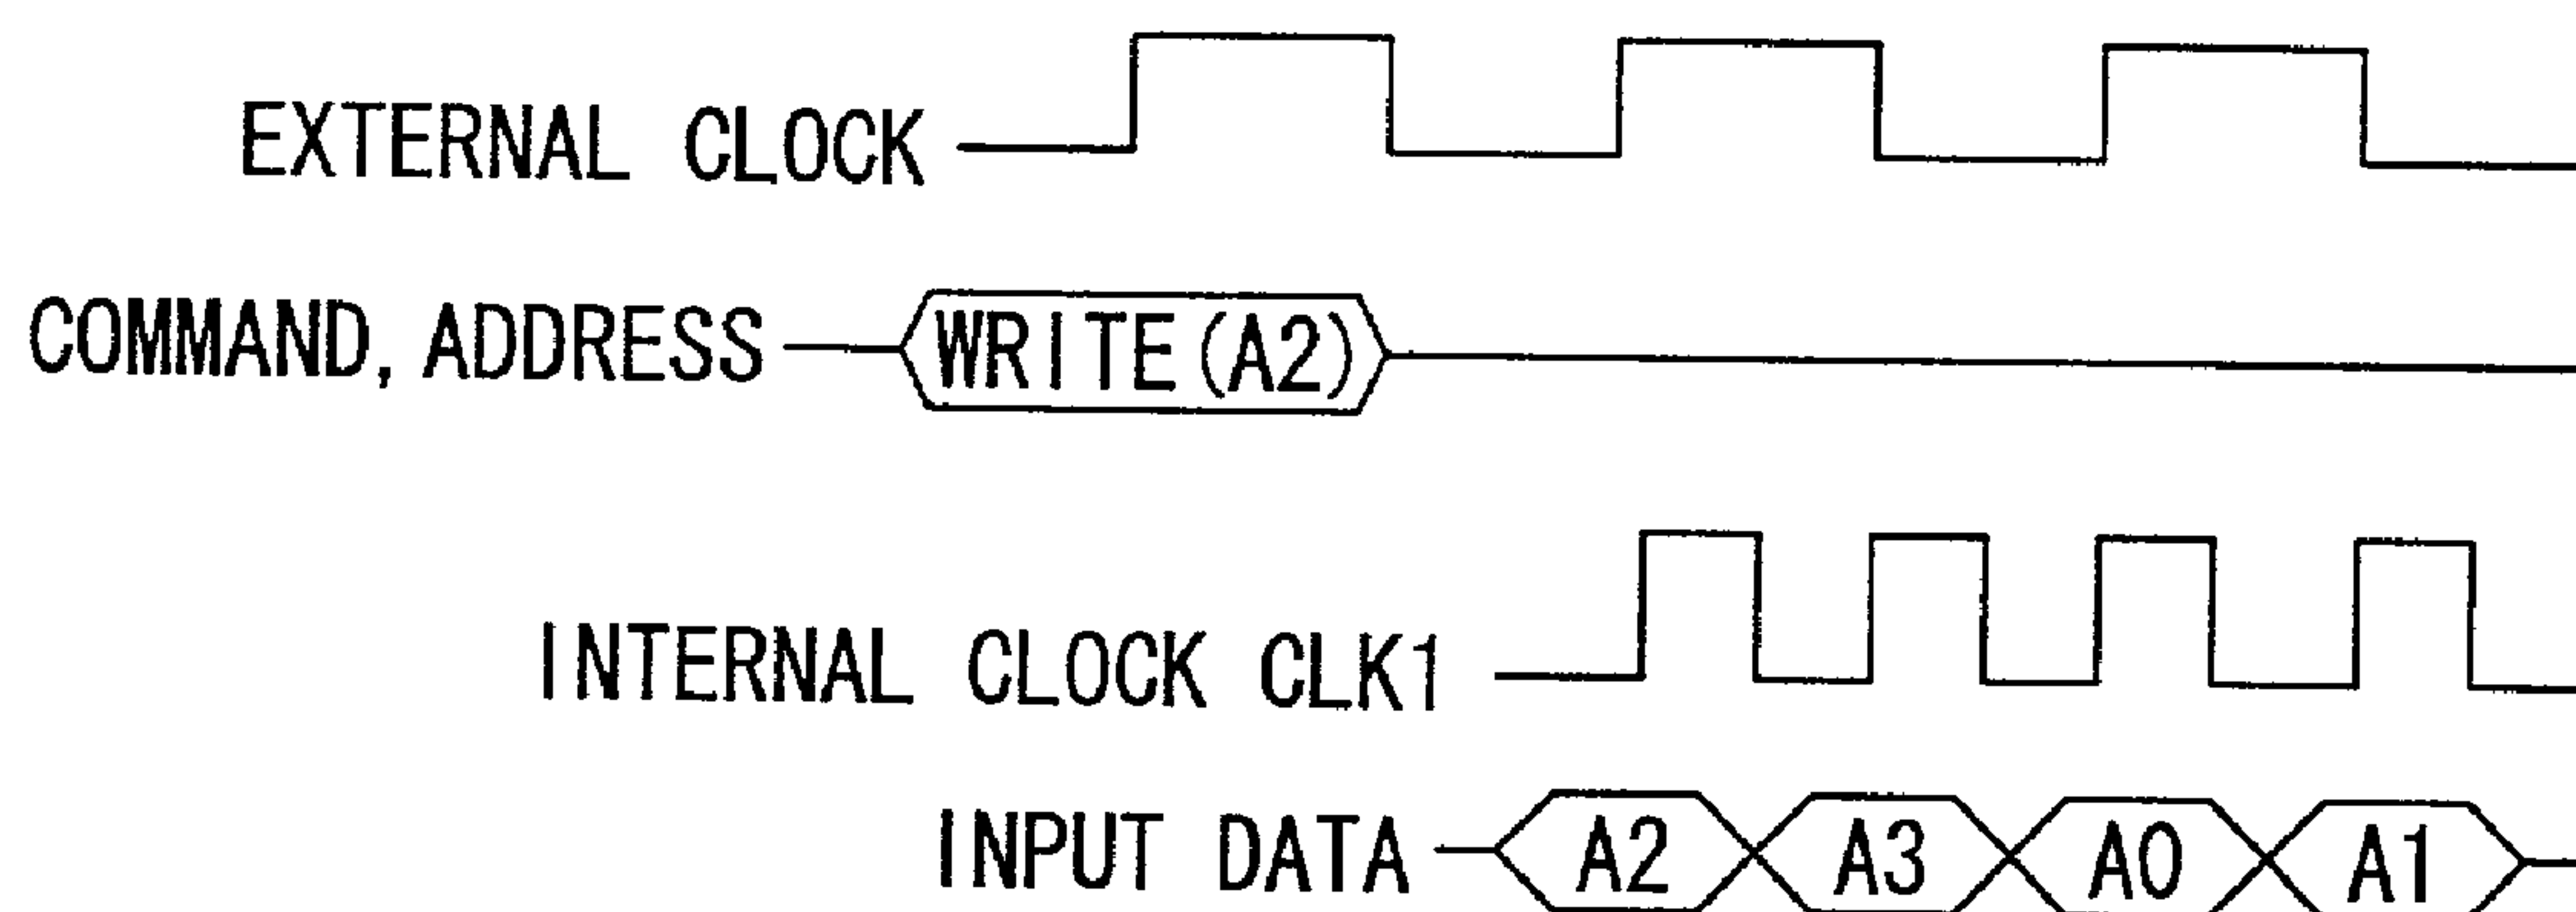 EXTERNAL CLOCK
COMMAND, ADDRESS WRITE(A2)
INTERNAL CLOCK CLK1
INPUT DATA A2 A3 A0 A1